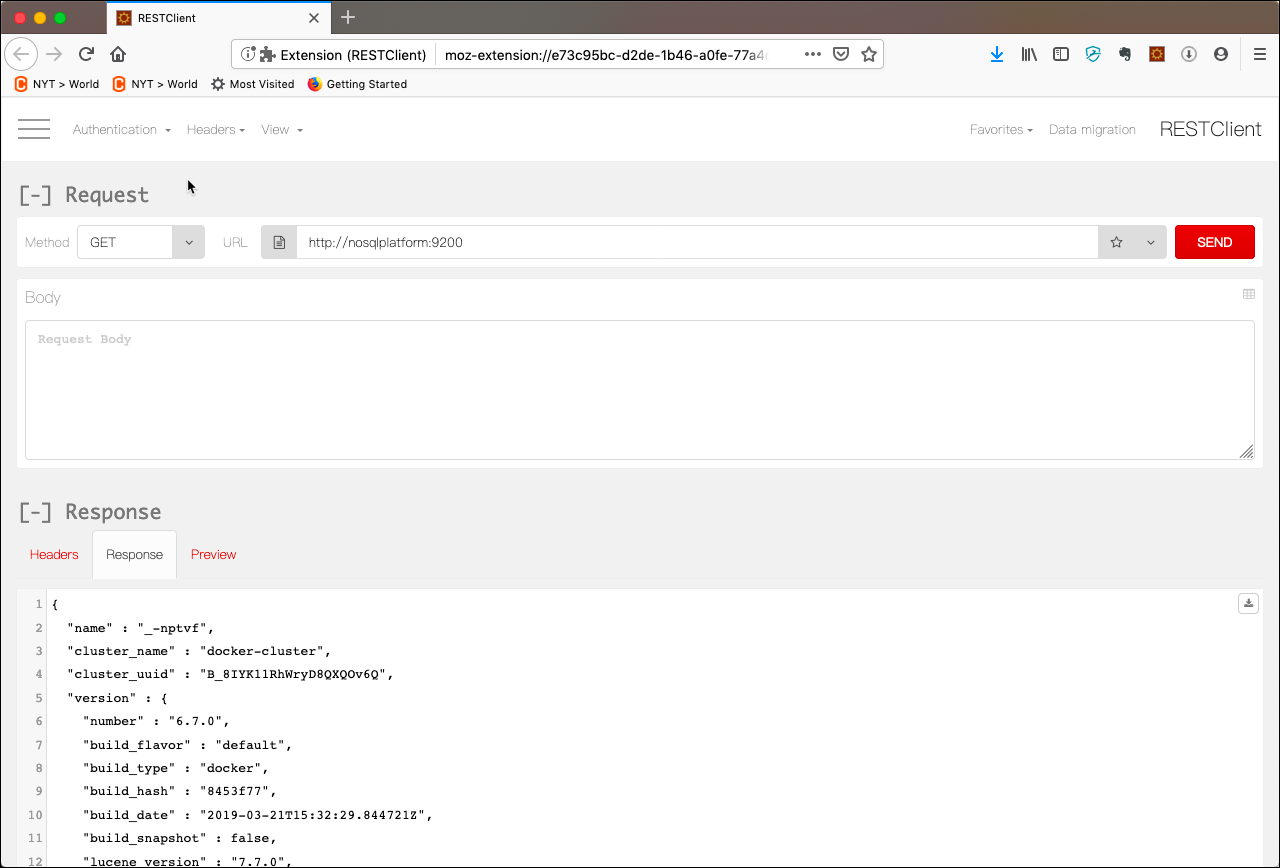 RESTClient
Extension (RESTClient) moz-extension://e73c95bc-d2de-1b46-a0fe-77a4
NYT > World NYT > World Most Visited Getting Started
Authentication Headers View Favorites Data migration RESTClient
[-] Request
Method GET URL http://nosqlplatform:9200 SEND
Body
Request Body
[-] Response
Headers Response Preview
1 {
2 "name" : "_-nptvf",
3 "cluster_name" : "docker-cluster",
4 "cluster_uuid" : "B_8IYK11RhWryD8QXQOv6Q",
5 "version" : {
6 "number" : "6.7.0",
7 "build_flavor" : "default",
8 "build_type" : "docker",
9 "build_hash" : "8453f77",
10 "build_date" : "2019-03-21T15:32:29.844721Z",
11 "build_snapshot" : false,
12 "lucene_version" : "7.7.0",